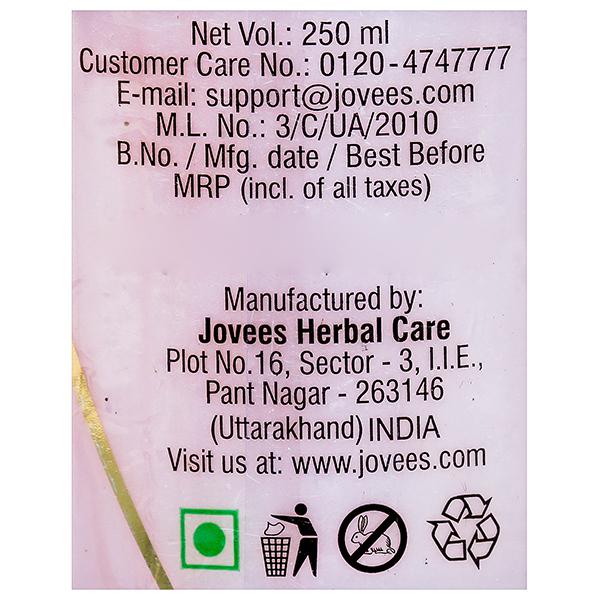 Net Vol.: 250 ml
Customer Care No.: 0120-4747777
E-mail: support@jovees.com
M.L. No.: 3/C/UA/2010
B.No. / Mfg. date / Best Before
MRP (incl. of all taxes)
Manufactured by:
Jovees Herbal Care
Plot No.16, Sector - 3, I.I.E.,
Pant Nagar - 263146
(Uttarakhand) INDIA
Visit us at: www.jovees.com